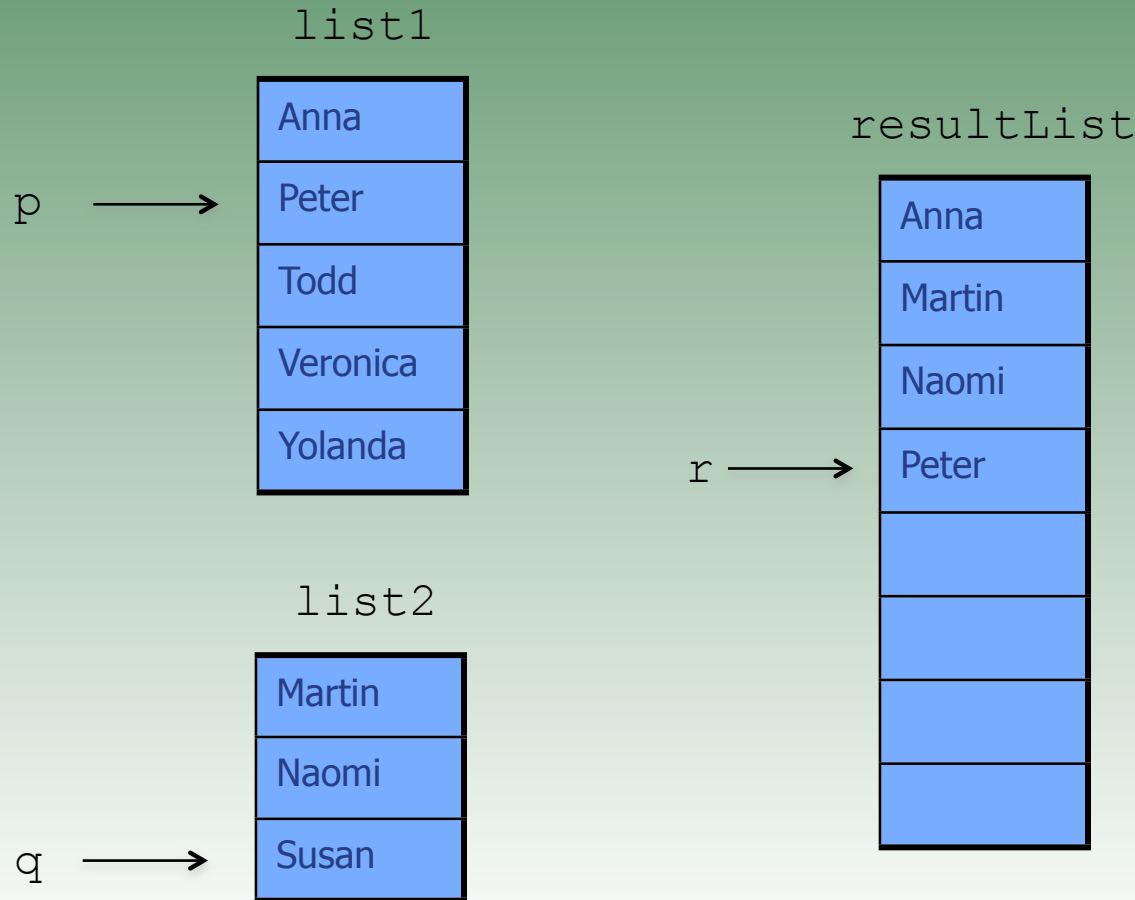 list1
Anna
p
Peter
Todd
Veronica
Yolanda
list2
Martin
Naomi
q
Susan
resultList
Anna
Martin
Naomi
r
Peter